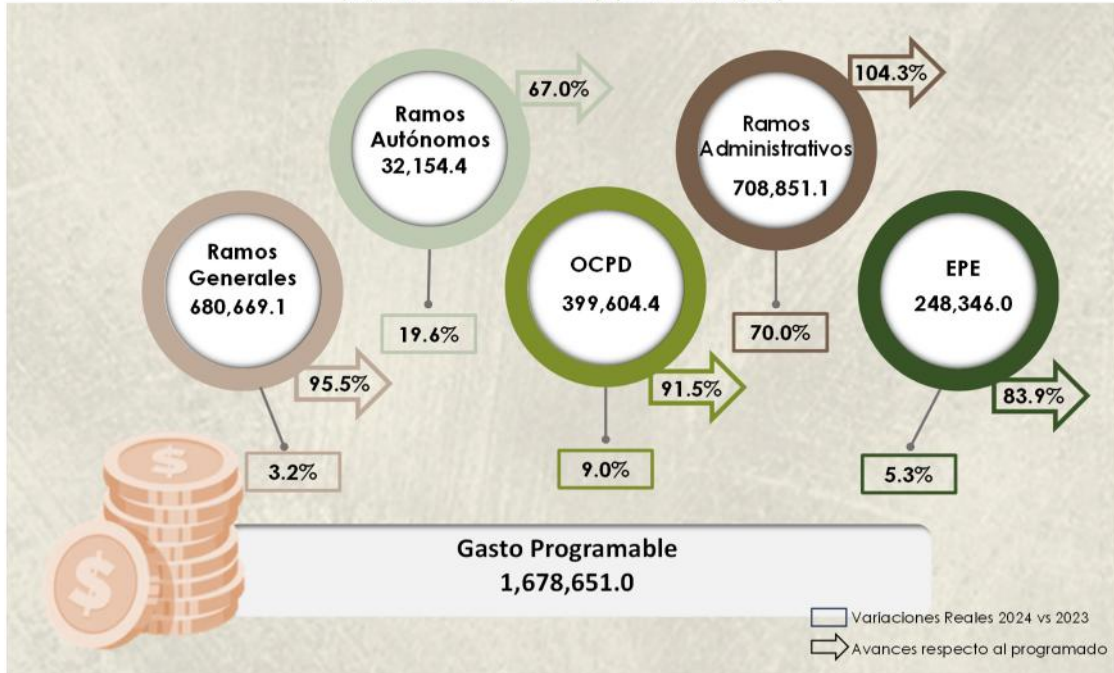 Ramos
Autónomos
32,154.4
67.0%
19.6%
Ramos
Administrativos
708,851.1
104.3%
70.0%
Ramos
Generales
680,669.1
95.5%
3.2%
OCPD
399,604.4
91.5%
9.0%
EPE
248,346.0
83.9%
5.3%
Gasto Programable
1,678,651.0
Variaciones Reales 2024 vs 2023
Avances respecto al programado